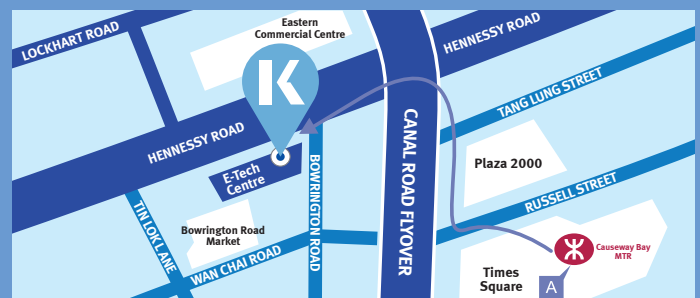 Eastern
Commercial Centre
LOCKHART ROAD
HENNESSY ROAD
K
TANG LUNG STREET
HENNESSY ROAD
CANAL ROAD FLYOVER
Plaza 2000
E-Tech
Centre
BOWRINGTON ROAD
RUSSELL STREET
TIN LOK LANE
Bowrington Road
Market
WAN CHAI ROAD
Causeway Bay
MTR
Times
Square
A